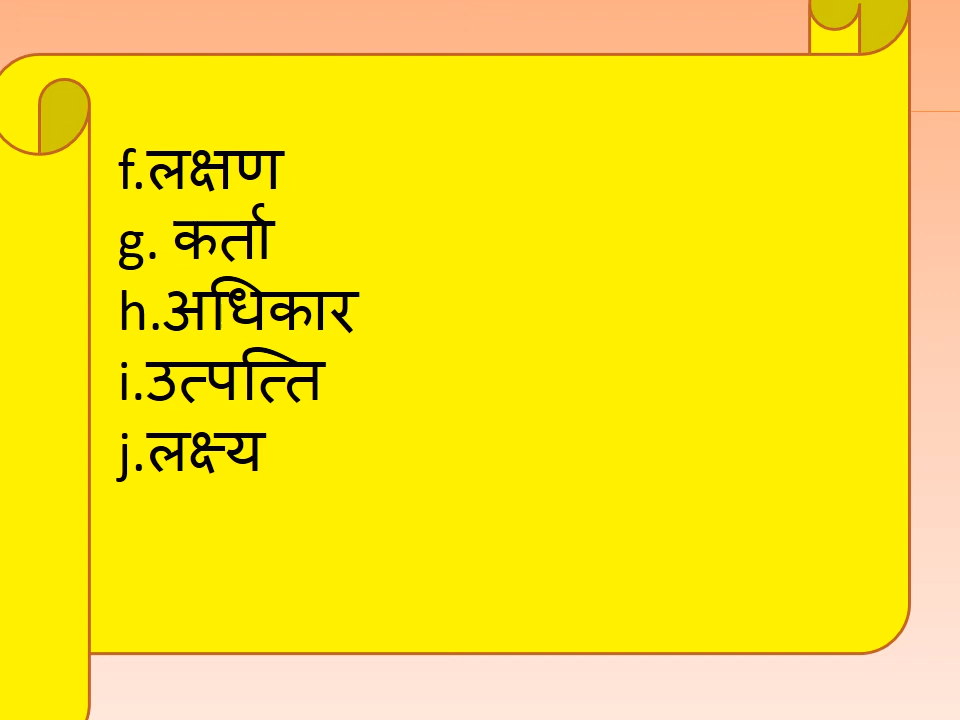 f.लक्षण
g. कर्ता
h.अधिकार
i.उत्पत्ति
j.लक्ष्य